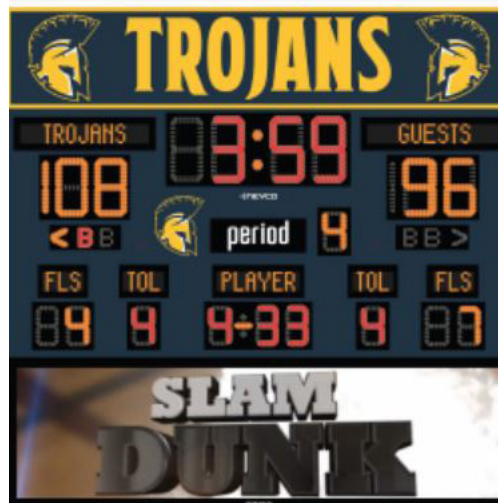 TROJANS
TROJANS 3:59 GUESTS
108 96
NEVCO
< B B period 4 B B >
FLS TOL PLAYER TOL FLS
4 4 4 33 4 7
SLAM
DUNK